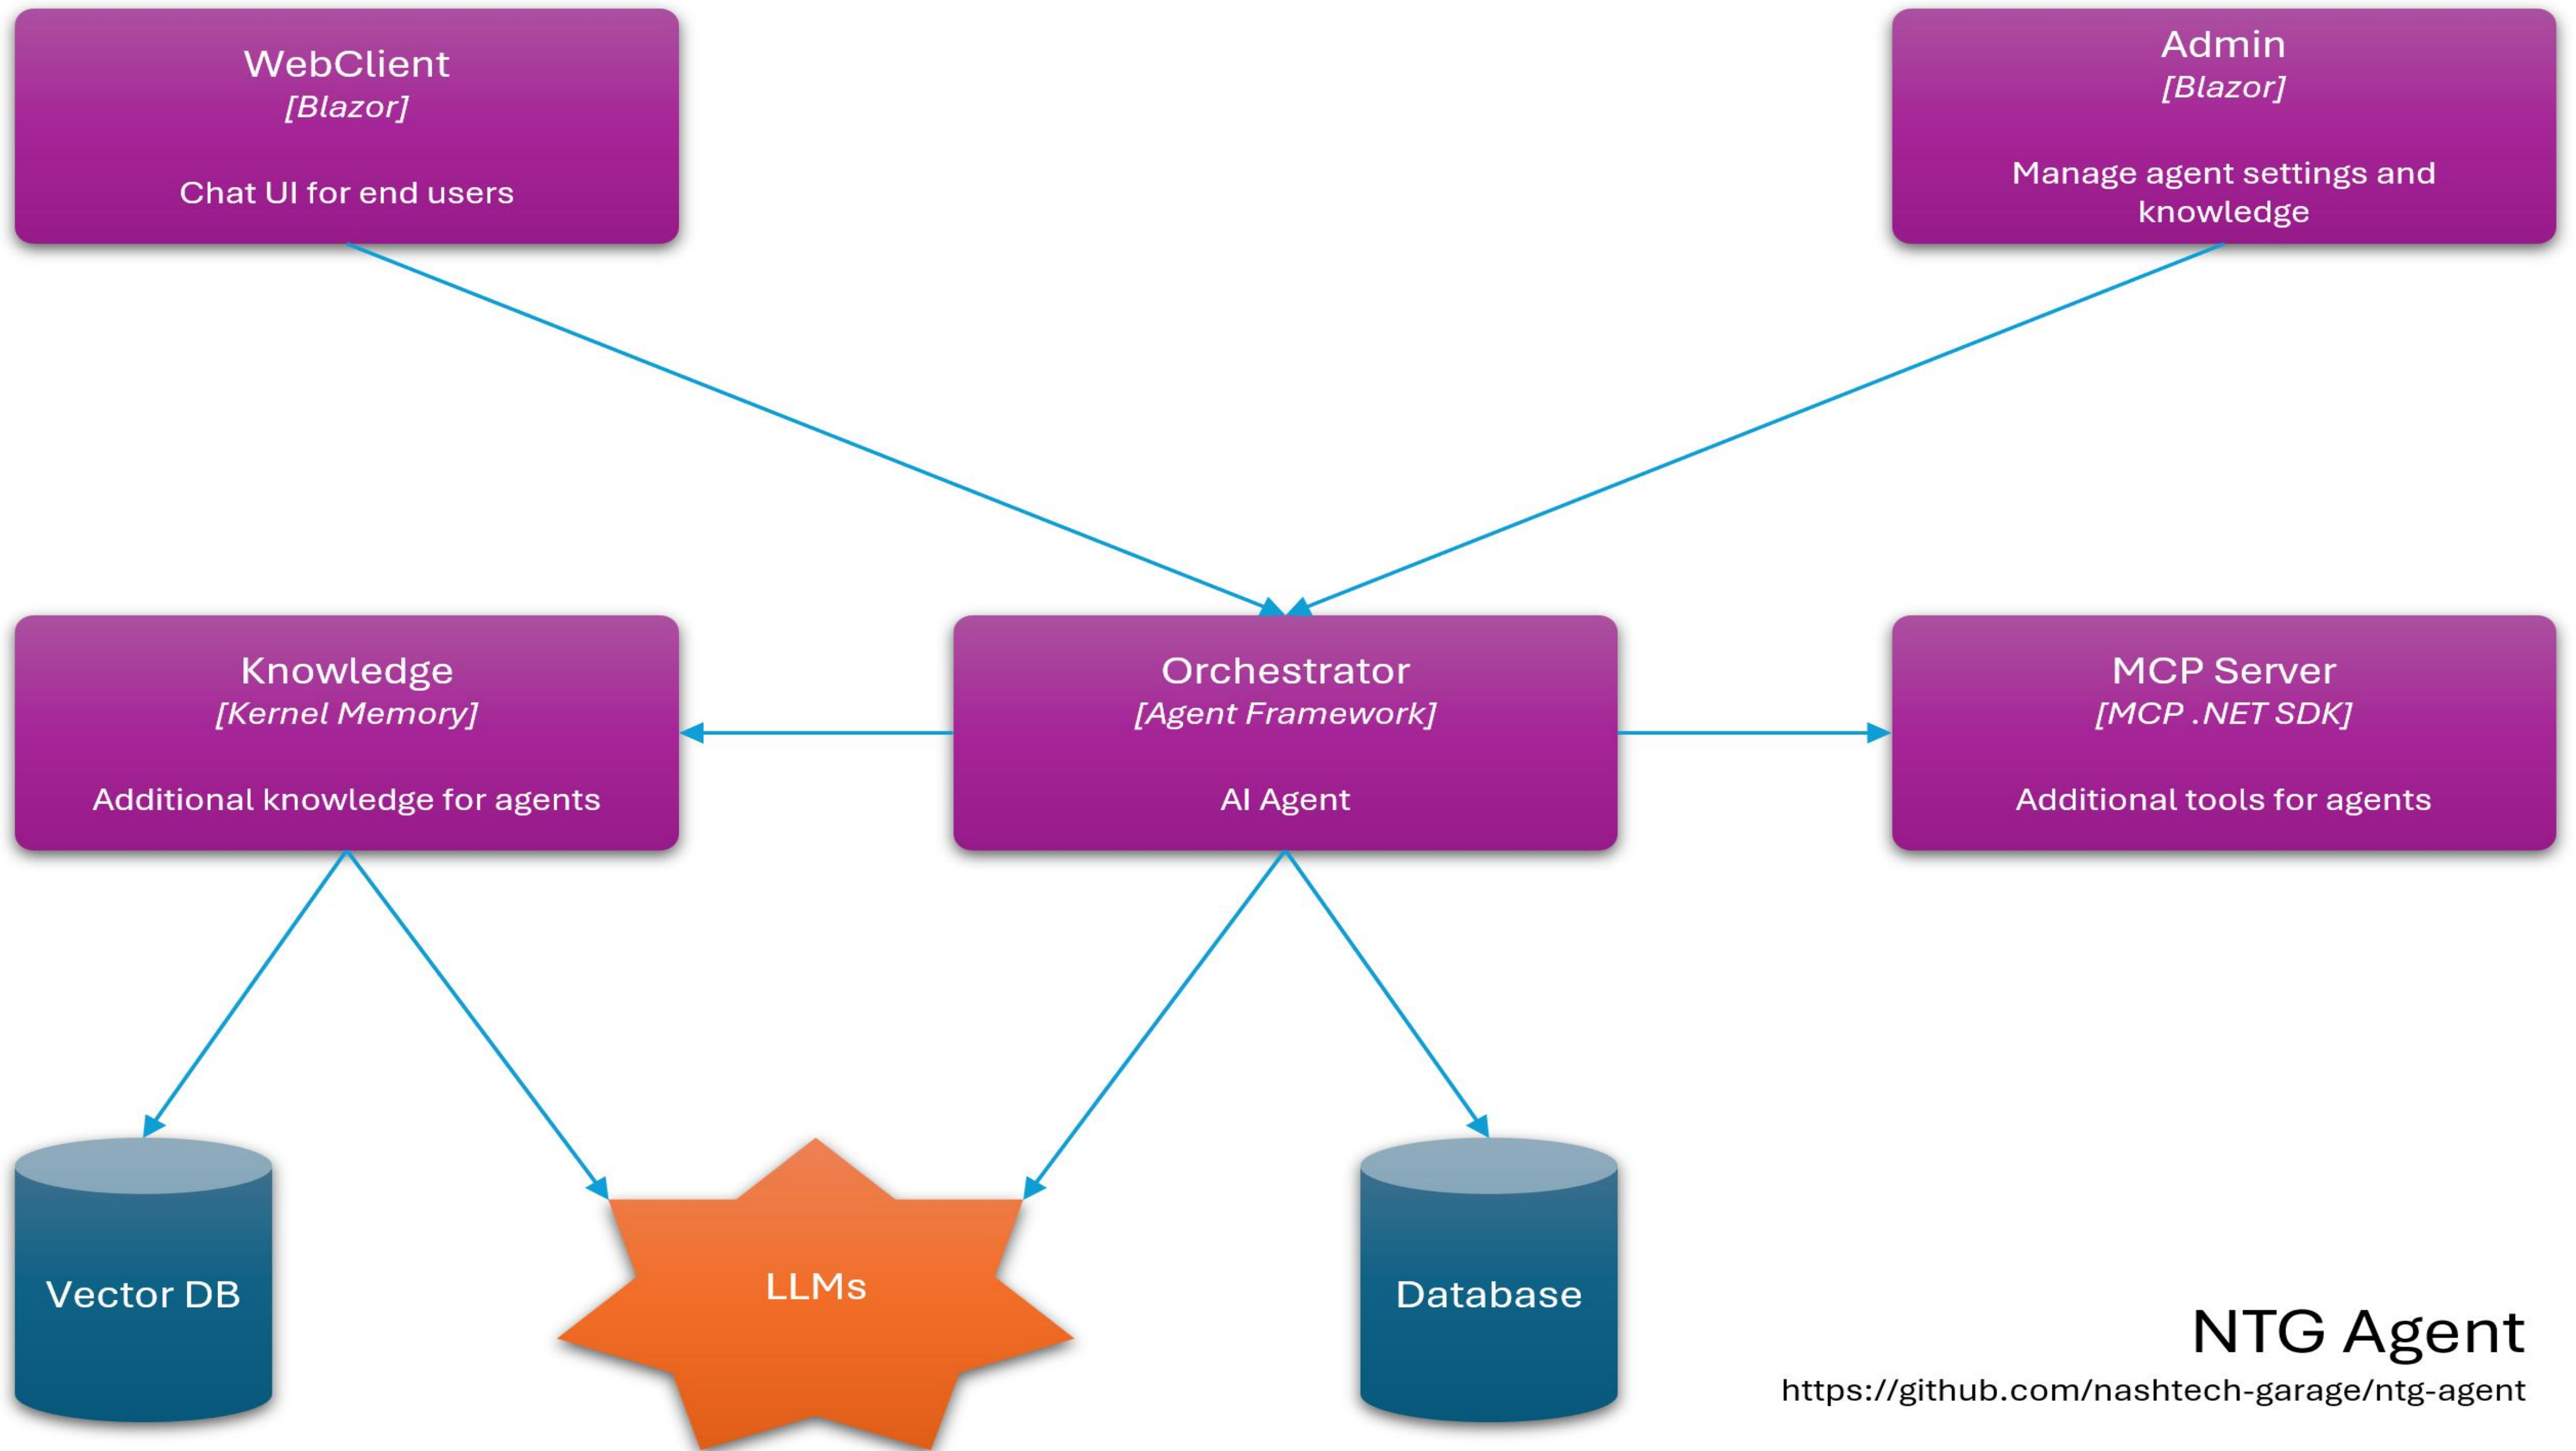 WebClient
[Blazor]
Chat UI for end users
Admin
[Blazor]
Manage agent settings and
knowledge
Knowledge
[Kernel Memory]
Additional knowledge for agents
Orchestrator
[Agent Framework]
AI Agent
MCP Server
[MCP .NET SDK]
Additional tools for agents
Vector DB
LLMs
Database
NTG Agent
https://github.com/nashtech-garage/ntg-agent